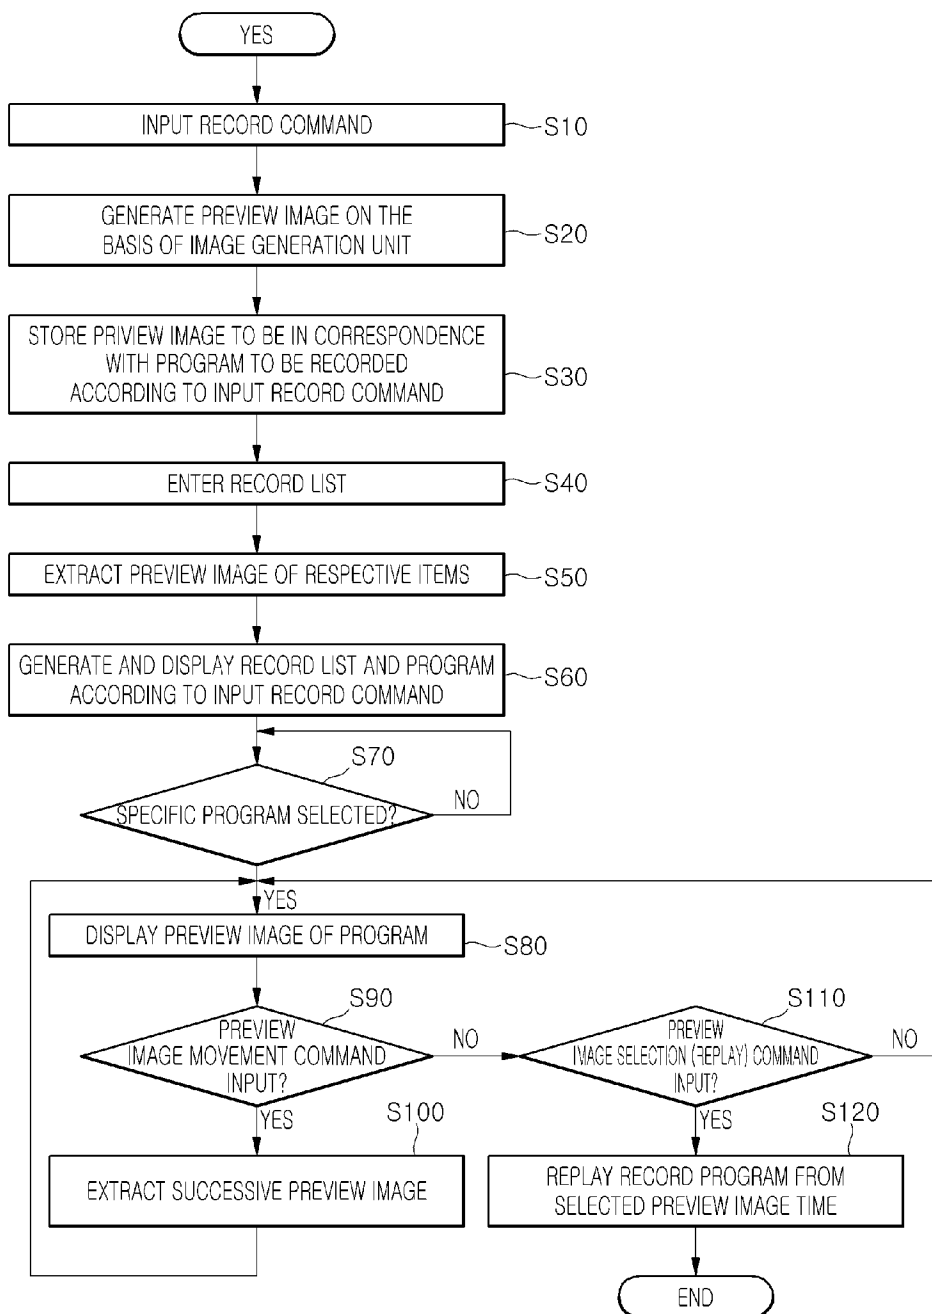 YES
INPUT RECORD COMMAND
S10
GENERATE PREVIEW IMAGE ON THE
BASIS OF IMAGE GENERATION UNIT
S20
STORE PRIVIEW IMAGE TO BE IN CORRESPONDENCE
WITH PROGRAM TO BE RECORDED
ACCORDING TO INPUT RECORD COMMAND
S30
ENTER RECORD LIST
S40
EXTRACT PREVIEW IMAGE OF RESPECTIVE ITEMS
S50
GENERATE AND DISPLAY RECORD LIST AND PROGRAM
ACCORDING TO INPUT RECORD COMMAND
S60
S70
SPECIFIC PROGRAM SELECTED?
NO
YES
DISPLAY PREVIEW IMAGE OF PROGRAM
S80
S90
PREVIEW
IMAGE MOVEMENT COMMAND
INPUT?
NO
YES
S110
PREVIEW
IMAGE SELECTION (REPLAY) COMMAND
INPUT?
NO
YES
S100
EXTRACT SUCCESSIVE PREVIEW IMAGE
S120
REPLAY RECORD PROGRAM FROM
SELECTED PREVIEW IMAGE TIME
END